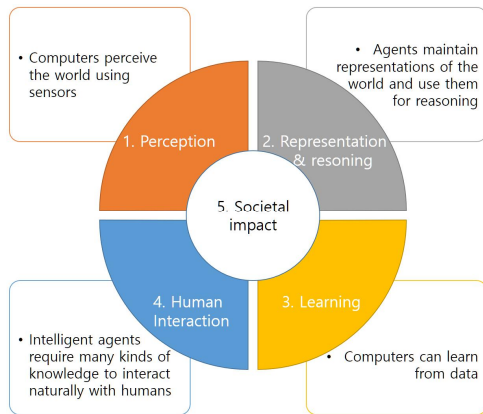 • Computers perceive
the world using
sensors
• Agents maintain
representations of the
world and use them
for reasoning
1. Perception
2. Representation
& resoning
5. Societal
impact
4. Human
Interaction
3. Learning
• Intelligent agents
require many kinds of
knowledge to interact
naturally with humans
• Computers can learn
from data